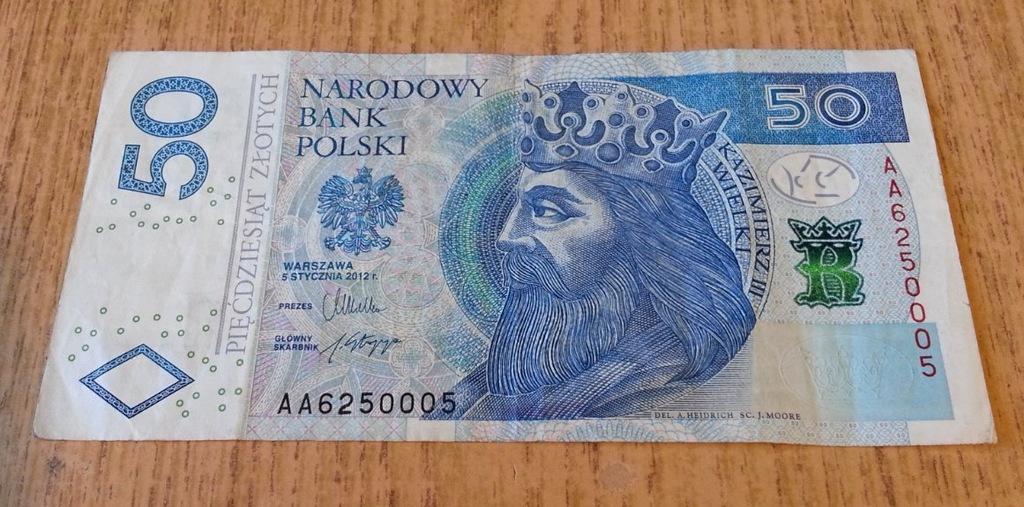 50
PIĘĆDZIESIĄT ZŁOTYCH
NARODOWY
BANK
POLSKI
WARSZAWA
5 STYCZNIA 2012 r.
PREZES
GŁÓWNY
SKARBNIK
AA6250005
KAZIMIERZ III
WIELKI
50
AA6250005
DEL. A. HEIDRICH SC. J. MOORE